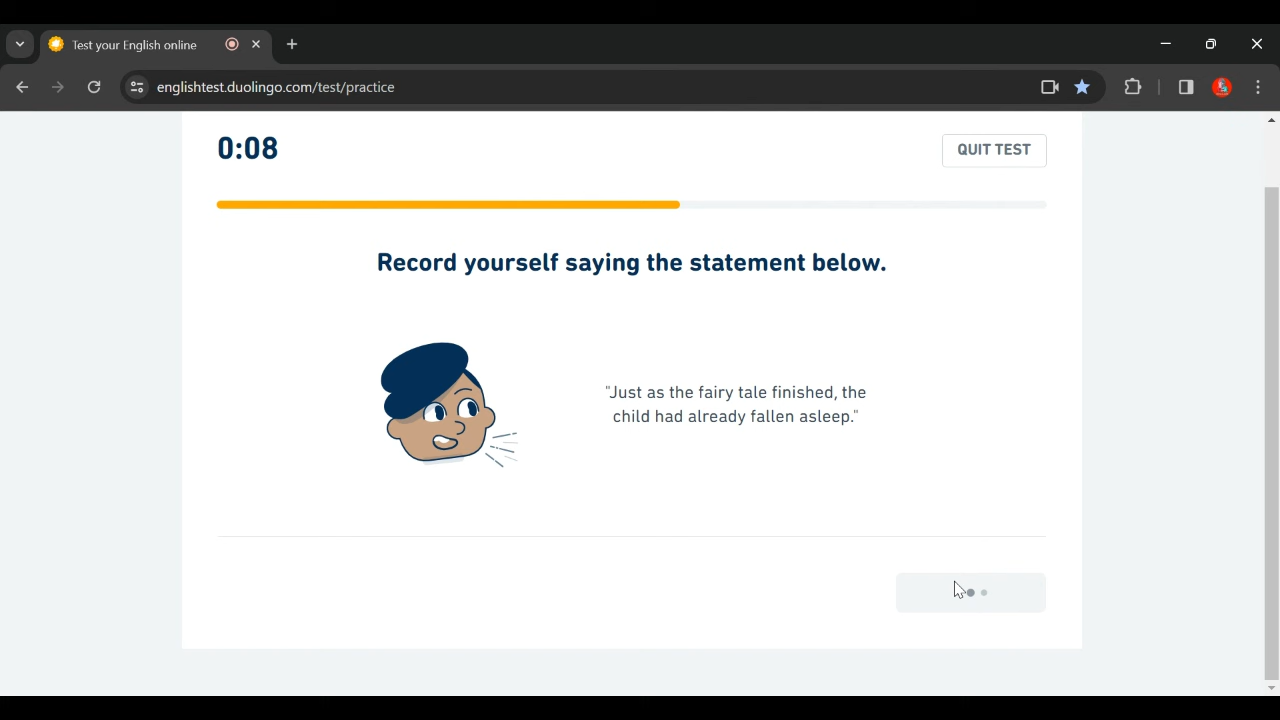 Test your English online
englishtest.duolingo.com/test/practice
0:08
QUIT TEST
Record yourself saying the statement below.
"Just as the fairy tale finished, the
child had already fallen asleep."